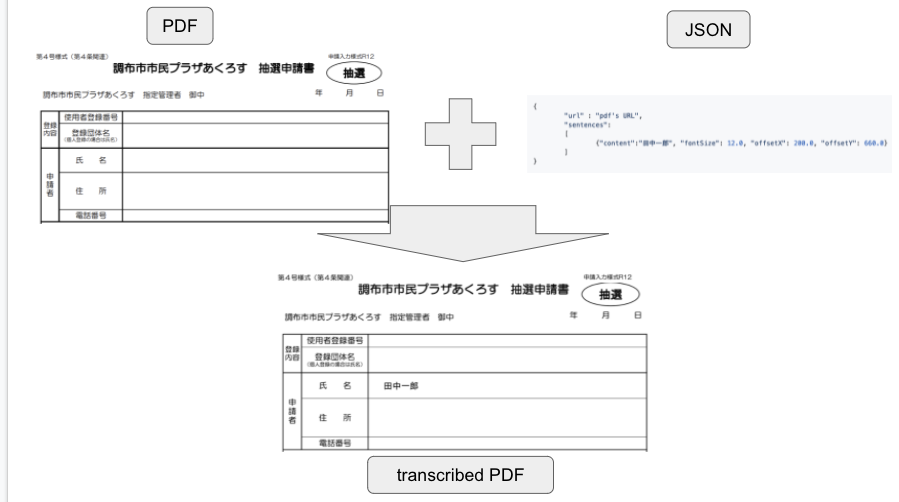 PDF
JSON
第4号様式（第4条関連）
申請入力様式R12
調布市市民プラザあくろす　抽選申請書
抽選
調布市市民プラザあくろす　指定管理者　御中
年　月　日
登録内容
使用者登録番号
登録団体名
（個人登録の場合は氏名）
申請者
氏　名
住　所
電話番号
{
"url" : "pdf's URL",
"sentences":
[
{"content":"田中一郎", "fontSize": 12.0, "offsetX": 200.0, "offsetY": 660.0}
]
}
第4号様式（第4条関連）
申請入力様式R12
調布市市民プラザあくろす　抽選申請書
抽選
調布市市民プラザあくろす　指定管理者　御中
年　月　日
登録内容
使用者登録番号
登録団体名
（個人登録の場合は氏名）
申請者
氏　名　田中一郎
住　所
電話番号
transcribed PDF